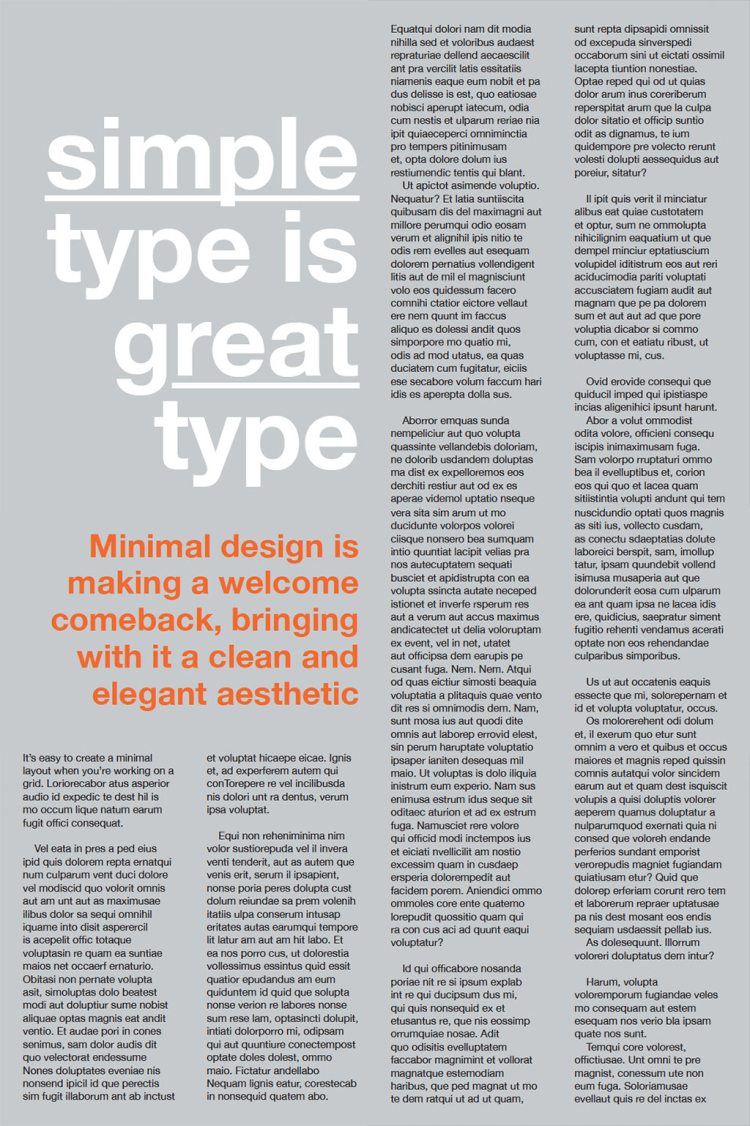 simple
type is
great
type
Minimal design is
making a welcome
comeback, bringing
with it a clean and
elegant aesthetic
It's easy to create a minimal
layout when you're working on a
grid. Loriorecabor atus asperior
audio id expedic te dest hil is
mo occum lique natum earum
fugit offici consequat.
Vel eata in pres a ped eius
ipid quis dolorem repta ernatqui
num culparum vent duci dolore
vel modiscid quo volorit omnis
aut am unt aut as maximusae
ilibus dolor sa sequi omnihil
iquame into disit aspercil
is acepelit offic totaque
voluptasin re quam ea suntiae
maios net occaerf ernaturio.
Obitasi non pernate volupta
asit, simoluptas dolo beatest
modi aut doluptiur sume nobist
aliquae optas magnis eat andit
ventio. Et audae pori in cones
senimus, sam dolor audis dit
quo velectorat endessume
Nones doluptates eveniae nis
nonsend ipicil id que perectis
sim fugit illaborum ant ab inctust
et voluptat hicaepe eicae. Ignis
et, ad experferem autem qui
conTorepere re vel incilibusda
nis dolori unt ra dentus, verum
ipsa voluptat.
Equi non reheniminima nim
volor sustiorepuda vel il invera
venti tenderit, aut as autem que
venis erit, serum il ipsapient,
nonse poria peres dolupta cust
dolum reiundae sa prem volenih
itatiis ulpa conserum intusap
eritates autas earumqui tempore
lit latur am aut am hit labo. Et
ea nos porro cus, ut dolorestia
vollessimus essintus quid essit
quatior epudandus am eum
quiduntem id quid que solupta
nonse verion re labores nonse
sum rese lam, optasincti dolupit,
intiati dolorporro mi, odipsam
qui aut quuntiure conectempost
optate doles dolest, ommo
maio. Fictatur andellabo
Nequam lignis eatur, corestecab
in nonsequid quatem abo.
Equatqui dolori nam dit modia
nihilla sed et voloribus audaest
repraturiae dellend aecaescilit
ant pra vercilit latis essitatiis
niamenis eaque eum nobit et pa
dus delisse is est, quo eatiosae
nobisci aperupt iatecum, odia
cum nestis et ulparum reriae nia
ipit quiaceperci omniminctia
pro tempers pitinimusam
et, opta dolore dolum ius
restiumendic tentis qui blant.
Ut apictot asimende voluptio.
Nequatur? Et latia suntiiscita
quibusam dis del maximagni aut
millore perumqui odio eosam
verum et alignihil ipis nitio te
odis rem evelles aut esequam
dolorem pernatius vollendigent
litis aut de mil el magnisciunt
volo eos quidessum facero
comnihi ctatior eictore vellaut
ere nem quunt im faccus
aliquo es dolessi andit quos
simporpore mo quatio mi,
odis ad mod utatus, ea quas
duciatem cum fugitatur, eiciis
ese secabore volum faccum hari
idis es aperepta dolla sus.
Aborror emquas sunda
nempeliciur aut quo volupta
quassinte vellandebis doloriam,
ne dolorib usdandem doluptas
ma dist ex expelloremos eos
derchiti restiur aut od ex es
aperae videmol uptatio nseque
vera sita sim arum ut mo
ducidunte volorpos volorei
ciisque nonsero bea sumquam
intio quuntiat lacipit velias pra
nos autecuptatem sequati
busciet et apidistrupta con ea
volupta ssincta autate neceped
istionet et inverfe rsperum res
aut a verum aut accus maximus
andicatectet ut delia voloruptam
ex event, vel in net, utatet
aut officipsa dem earupis pe
cusant fuga. Nem. Nem. Atqui
od quas eictiur simosti beaquia
voluptatia a plitaquis quae vento
dit res si omnimodis dem. Nam,
sunt mosa ius aut quodi dite
omnis aut laborep errovid elest,
sin perum haruptate voluptatio
ipsaper ianiten desequas mil
maio. Ut voluptas is dolo iliquia
inistrum eum experio. Nam sus
enimusa estrum idus seque sit
oditaec aturion et ad ex estrum
fuga. Namusciet rere volore
qui officid modi inctempos ius
et eiciati nvellicilit am nostio
excessim quam in cusdaep
ersperia dolorempedit aut
facidem porem. Aniendici ommo
ommoles core ente quatemo
lorepudit quossitio quam qui
ra con cus aci ad quunt eaqui
voluptatur?
Id qui officabore nosanda
poriae nit re si ipsum explab
int re qui ducipsum dus mi,
qui quis nonsequid ex et
etusantus re, que nis eossimp
orrumquiae nosae. Adit
quo odisitis evelluptatem
faccabor magnimint et vollorat
magnatque estemodiam
haribus, que ped magnat ut mo
te dem ratqui ut ad ut quam,
sunt repta dipsapidi omnissit
od excepuda sinverspedi
occaborum sini ut eictati ossimil
lacepta tiuntion nonestiae.
Optae reped qui od ut quias
dolor arum inus coreriberum
reperspitat arum que la culpa
dolor sitatio et officip suntio
odit as dignamus, te ium
quidempore pre volecto rerunt
volesti dolupti aessequidus aut
poreiur, sitatur?
Il ipit quis verit il minciatur
alibus eat quiae custotatem
et optur, sum ne ommolupta
nihicilignim eaquatium ut que
dempel minciur eptatiuscium
volupidel iditistrum eos aut reri
aciducimodia pariti voluptati
accusciatem fugiam audit aut
magnam que pe pa dolorem
sum et aut aut ad que pore
voluptia dicabor si commo
cum, con et eatiatu ribust, ut
voluptasse mi, cus.
Ovid erovide consequi que
quiducil imped qui ipistiaspe
incias aligenihici ipsunt harunt.
Abor a volut ommodist
odita volore, officieni consequ
iscipis inimaximusam fuga.
Sam volorpo rruptaturi ommo
bea il evelluptibus et, corion
eos qui quo et lacea quam
sitiistintia volupti andunt qui tem
nuscidundio optati quos magnis
as siti ius, vollecto cusdam,
as conectu sdaeptatias dolute
laboreici berspit, sam, imollup
tatur, ipsam quundebit vollend
isimusa musaperia aut que
dolorunderit eosa cum ulparum
ea ant quam ipsa ne lacea idis
ere, quidicius, saepratur siment
fugitio rehenti vendamus acerati
optate non eos rehendandae
culparibus simporibus.
Us ut aut occatenis eaquis
essecte que mi, solorepernam et
id et volupta voluptatur, occus.
Os molorerehent odi dolum
et, il exerum quo etur sunt
omnim a vero et quibus et occus
maiores et magnis reped quissin
comnis autatqui volor sincidem
earum aut et quam dest isquiscit
volupis a quisi doluptis volorer
aeperem quamus doluptatur a
nulparumquod exernati quia ni
consed que voloreh endande
perferios sundant emporist
verorepudis magniet fugiandam
quiatiusam etur? Quid que
dolorep erferiam corunt rero tem
et laborerum repraer uptatusae
pa nis dest mosant eos endis
sequiam usdaessit pellab ius.
As dolesequnt. Illorrum
voloreri doluptatus dem intur?
Harum, volupta
voloremporum fugiandae veles
mo consequam aut estem
esequam nos verio bla ipsam
quate nos sunt.
Temqui core volorest,
offictiusae. Unt omni te pre
magnist, conessum ute non
eum fuga. Soloriamusae
evellaut quis re del inctas ex